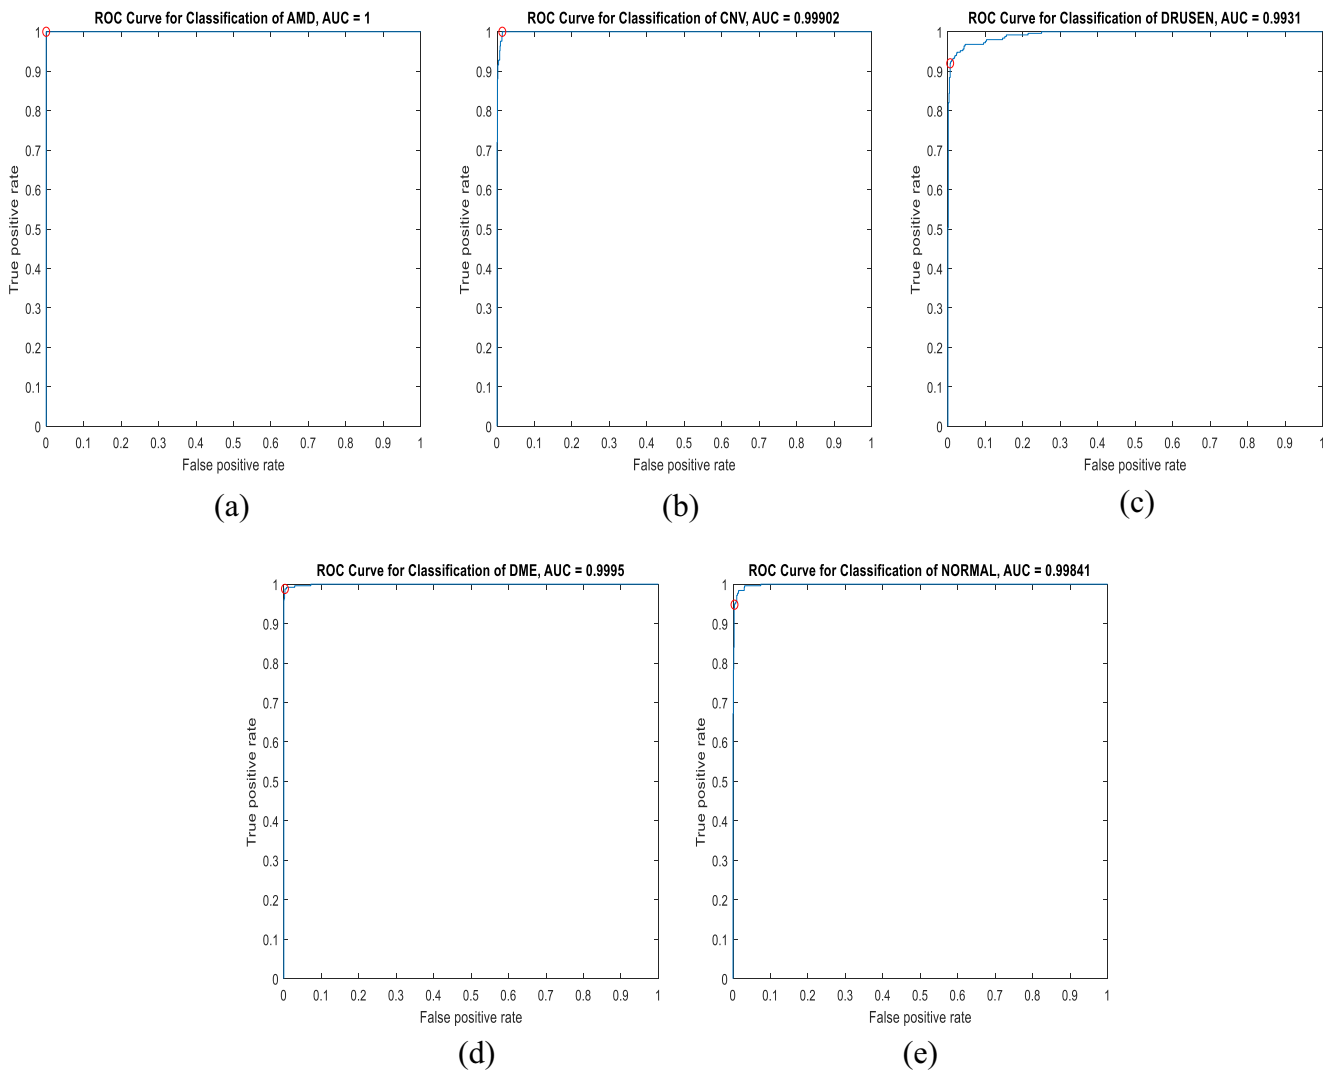 ROC Curve for Classification of AMD, AUC = 1
1
0.9
0.8
0.7
0.6
0.5
0.4
0.3
0.2
0.1
0
True positive rate
0 0.1 0.2 0.3 0.4 0.5 0.6 0.7 0.8 0.9 1
False positive rate
(a)
ROC Curve for Classification of CNV, AUC = 0.99902
1
0.9
0.8
0.7
0.6
0.5
0.4
0.3
0.2
0.1
0
True positive rate
0 0.1 0.2 0.3 0.4 0.5 0.6 0.7 0.8 0.9 1
False positive rate
(b)
ROC Curve for Classification of DRUSEN, AUC = 0.9931
1
0.9
0.8
0.7
0.6
0.5
0.4
0.3
0.2
0.1
0
True positive rate
0 0.1 0.2 0.3 0.4 0.5 0.6 0.7 0.8 0.9 1
False positive rate
(c)
ROC Curve for Classification of DME, AUC = 0.9995
1
0.9
0.8
0.7
0.6
0.5
0.4
0.3
0.2
0.1
0
True positive rate
0 0.1 0.2 0.3 0.4 0.5 0.6 0.7 0.8 0.9 1
False positive rate
(d)
ROC Curve for Classification of NORMAL, AUC = 0.99841
1
0.9
0.8
0.7
0.6
0.5
0.4
0.3
0.2
0.1
0
True positive rate
0 0.1 0.2 0.3 0.4 0.5 0.6 0.7 0.8 0.9 1
False positive rate
(e)